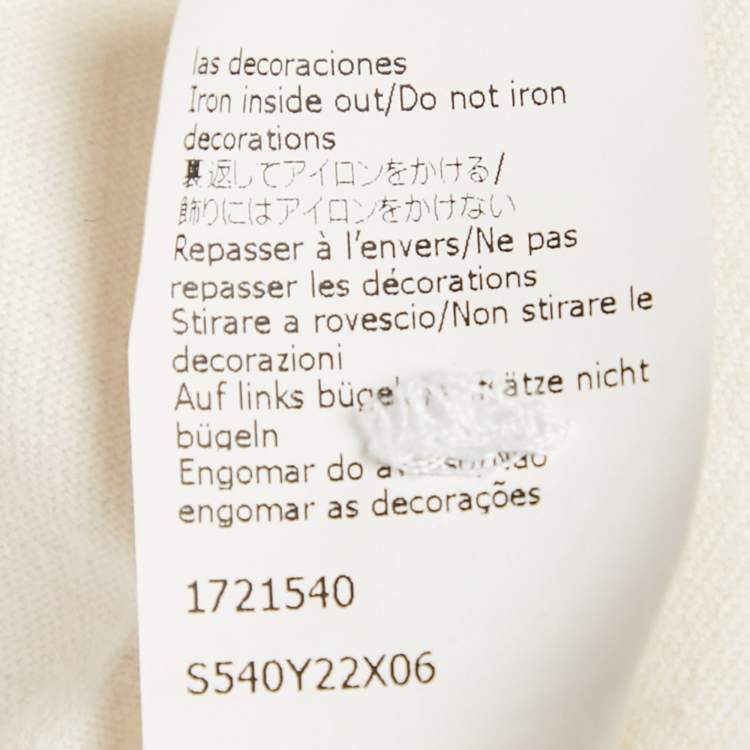 las decoraciones
Iron inside out/Do not iron
decorations
裏返してアイロンをかける/
飾りにはアイロンをかけない
Repasser à l'envers/Ne pas
repasser les décorations
Stirare a rovescio/Non stirare le
decorazioni
Auf links nicht
bügeln
Engomar do
engomar as decorações
1721540
S540Y22X06